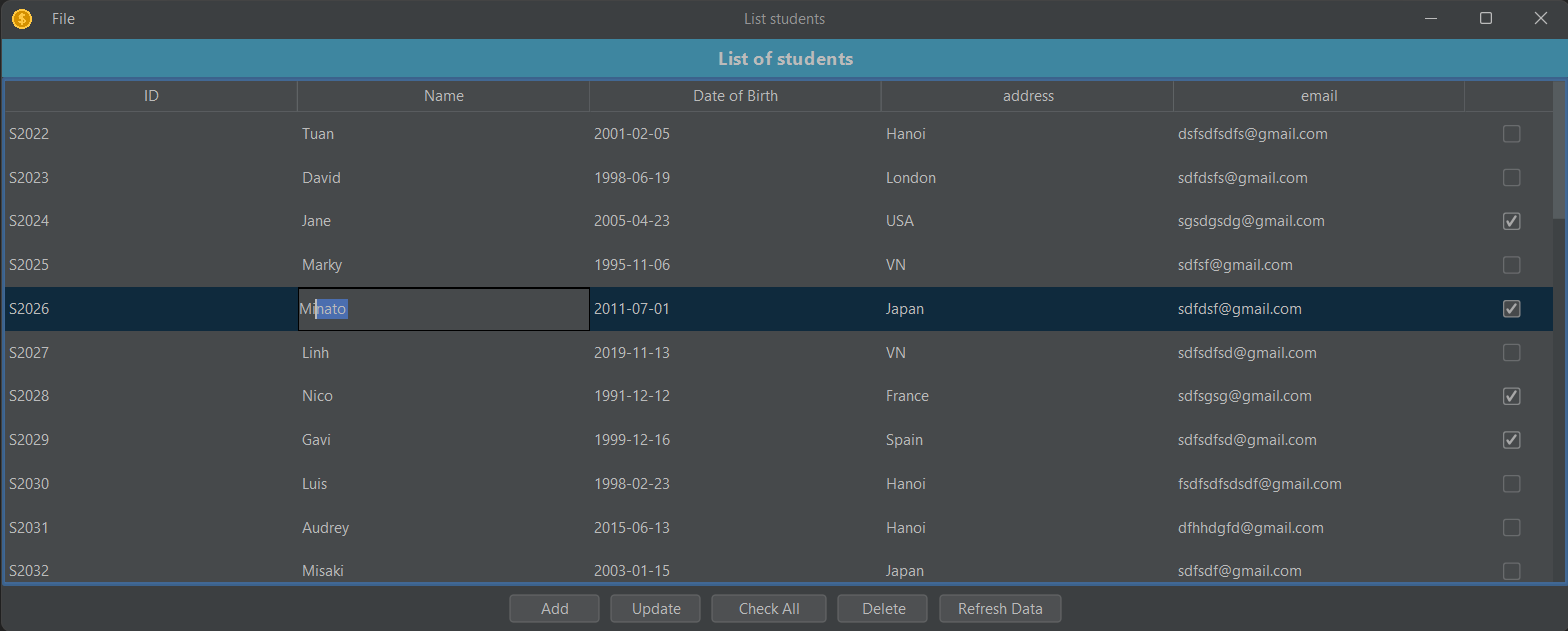 File List students
List of students
ID Name Date of Birth address email
S2022 Tuan 2001-02-05 Hanoi dsfsdfsdfs@gmail.com
S2023 David 1998-06-19 London sdfdsfs@gmail.com
S2024 Jane 2005-04-23 USA sgsdgsdg@gmail.com
S2025 Marky 1995-11-06 VN sdfsf@gmail.com
S2026 Minato 2011-07-01 Japan sdfdsf@gmail.com
S2027 Linh 2019-11-13 VN sdfsdfsd@gmail.com
S2028 Nico 1991-12-12 France sdfsgsg@gmail.com
S2029 Gavi 1999-12-16 Spain sdfsdfsd@gmail.com
S2030 Luis 1998-02-23 Hanoi fsdfsdfsdsdf@gmail.com
S2031 Audrey 2015-06-13 Hanoi dfhhdgfd@gmail.com
S2032 Misaki 2003-01-15 Japan sdfsdf@gmail.com
Add Update Check All Delete Refresh Data